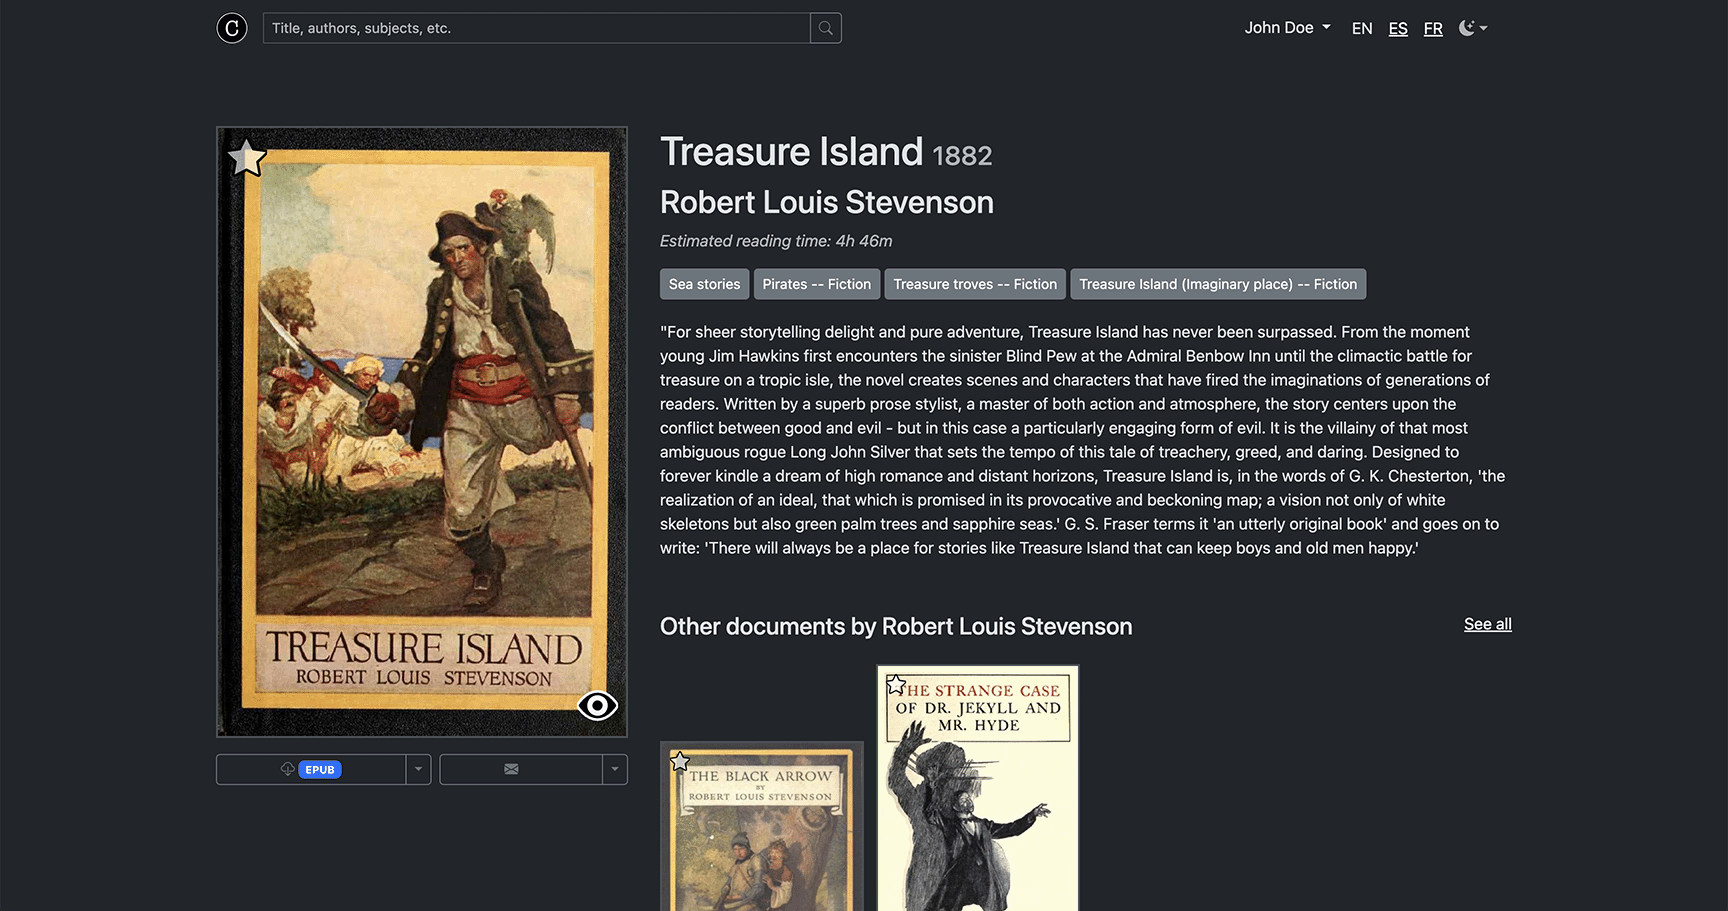 C
Title, authors, subjects, etc.
John Doe
EN ES FR
TREASURE ISLAND
ROBERT LOUIS STEVENSON
EPUB
Treasure Island 1882
Robert Louis Stevenson
Estimated reading time: 4h 46m
Sea stories
Pirates -- Fiction
Treasure troves -- Fiction
Treasure Island (Imaginary place) -- Fiction
"For sheer storytelling delight and pure adventure, Treasure Island has never been surpassed. From the moment
young Jim Hawkins first encounters the sinister Blind Pew at the Admiral Benbow Inn until the climactic battle for
treasure on a tropic isle, the novel creates scenes and characters that have fired the imaginations of generations of
readers. Written by a superb prose stylist, a master of both action and atmosphere, the story centers upon the
conflict between good and evil - but in this case a particularly engaging form of evil. It is the villainy of that most
ambiguous rogue Long John Silver that sets the tempo of this tale of treachery, greed, and daring. Designed to
forever kindle a dream of high romance and distant horizons, Treasure Island is, in the words of G. K. Chesterton, 'the
realization of an ideal, that which is promised in its provocative and beckoning map; a vision not only of white
skeletons but also green palm trees and sapphire seas.' G. S. Fraser terms it 'an utterly original book' and goes on to
write: 'There will always be a place for stories like Treasure Island that can keep boys and old men happy.'
Other documents by Robert Louis Stevenson
See all
THE BLACK ARROW
BY
ROBERT LOUIS STEVENSON
THE STRANGE CASE
OF DR. JEKYLL AND
MR. HYDE